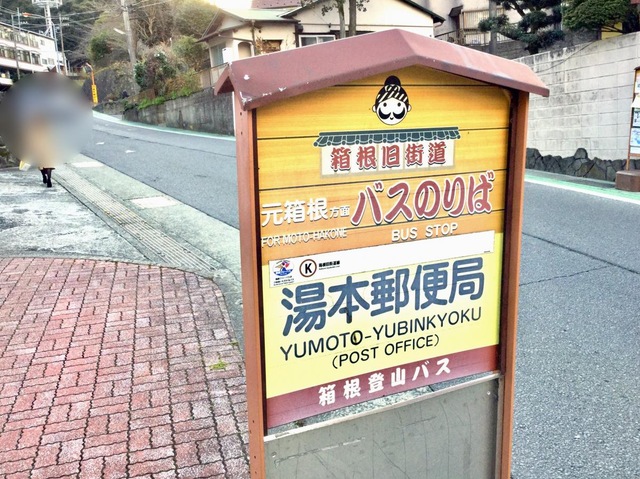 箱根旧街道
元箱根方面 バスのりば
FOR MOTO-HAKONE BUS STOP
K
湯本郵便局
YUMOTO-YUBINKYOKU
(POST OFFICE)
箱根登山バス